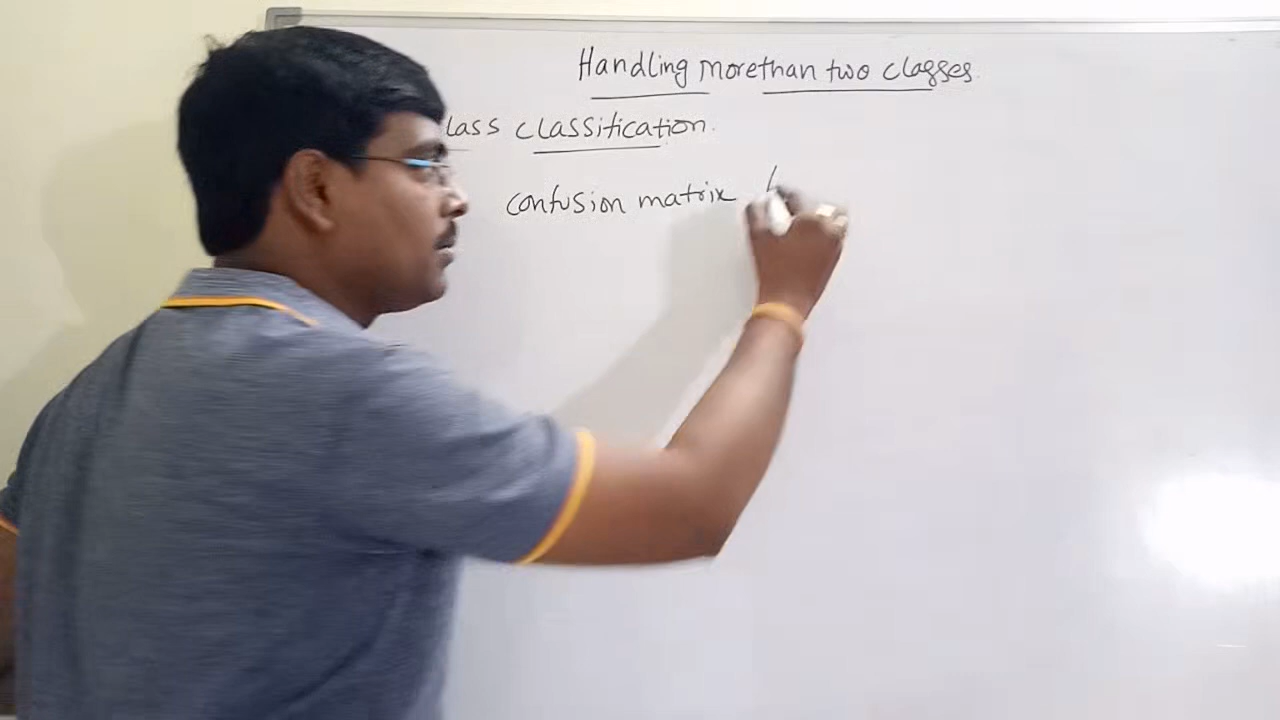 Handling morethan two classes.
lass classification.
confusion matrix